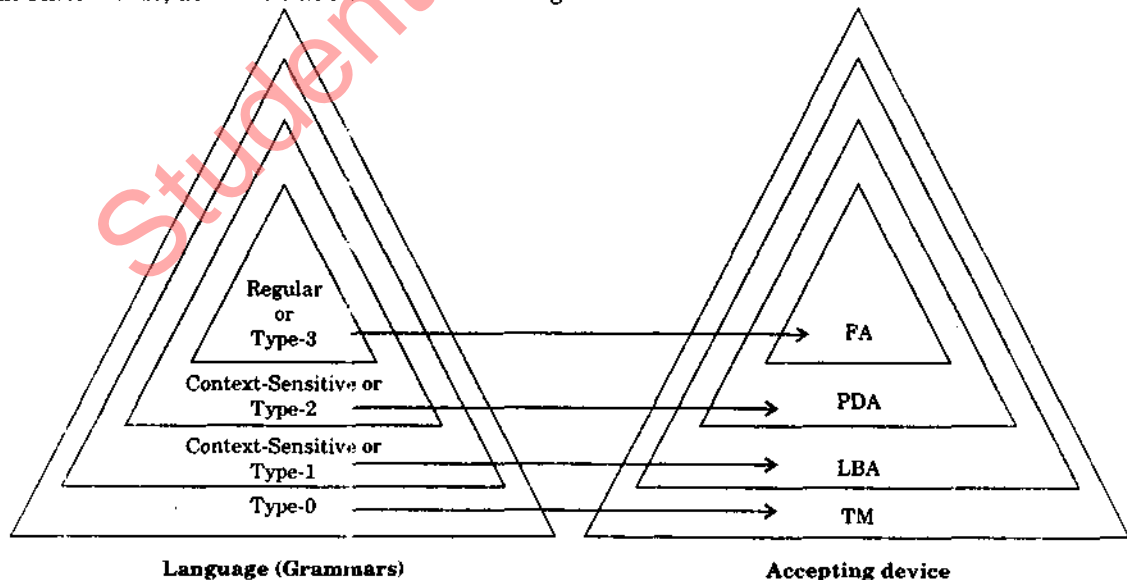 Student
Regular
or
Type-3
FA
Context-Sensitive or
Type-2
PDA
Context-Sensitive or
Type-1
LBA
Type-0
TM
Language (Grammars)
Accepting device